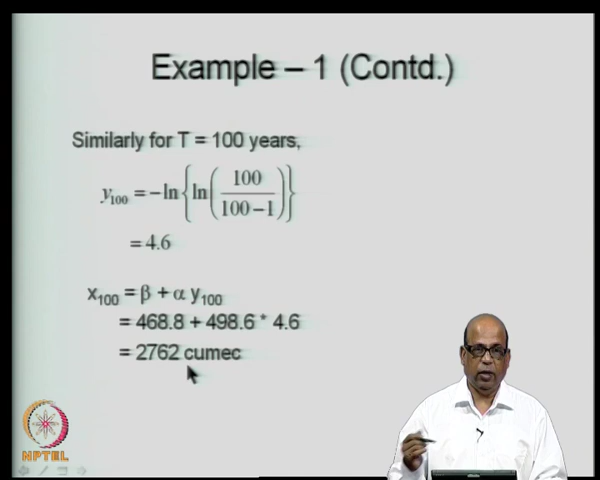 Example – 1 (Contd.)
Similarly for T = 100 years,
y₁₀₀ = −ln{ln(100/(100−1))}
= 4.6
x₁₀₀ = β + α y₁₀₀
= 468.8 + 498.6 * 4.6
= 2762 cumec
NPTEL